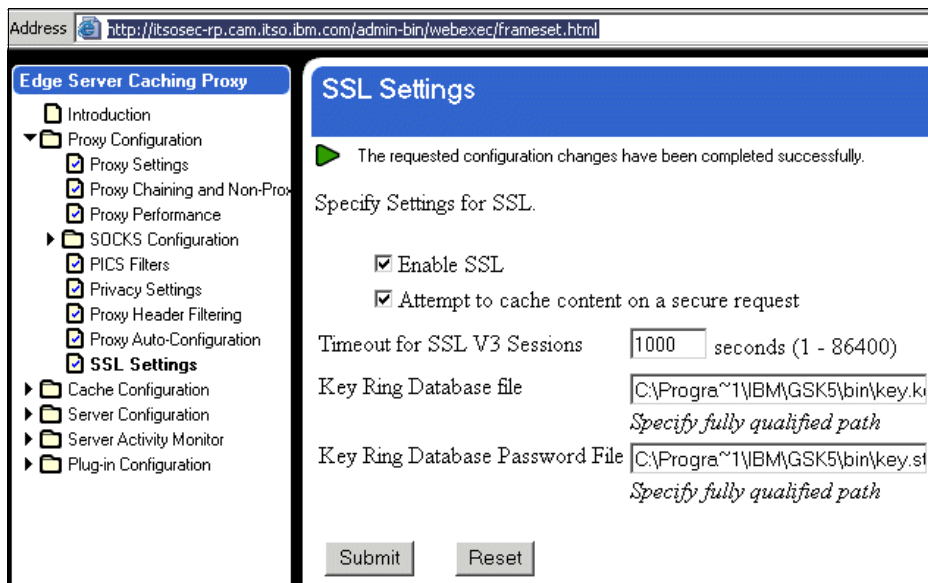 Address http://itsosec-rp.cam.itso.ibm.com/admin-bin/webexec/frameset.html
Edge Server Caching Proxy
Introduction
Proxy Configuration
Proxy Settings
Proxy Chaining and Non-Prox
Proxy Performance
SOCKS Configuration
PICS Filters
Privacy Settings
Proxy Header Filtering
Proxy Auto-Configuration
SSL Settings
Cache Configuration
Server Configuration
Server Activity Monitor
Plug-in Configuration
SSL Settings
The requested configuration changes have been completed successfully.
Specify Settings for SSL.
Enable SSL
Attempt to cache content on a secure request
Timeout for SSL V3 Sessions 1000 seconds (1 - 86400)
Key Ring Database file C:\Progra~1\IBM\GSK5\bin\key.k
Specify fully qualified path
Key Ring Database Password File C:\Progra~1\IBM\GSK5\bin\key.st
Specify fully qualified path
Submit Reset